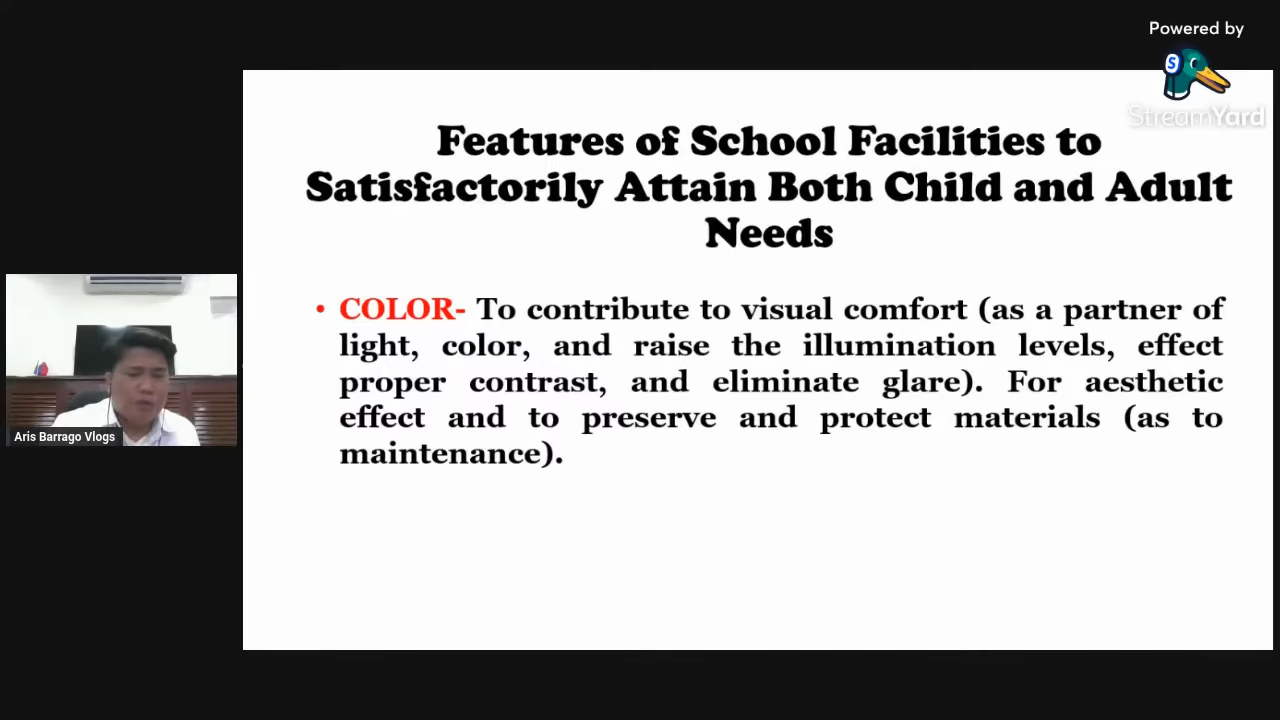 Powered by
StreamYard
Features of School Facilities to
Satisfactorily Attain Both Child and Adult
Needs
• COLOR- To contribute to visual comfort (as a partner of
light, color, and raise the illumination levels, effect
proper contrast, and eliminate glare). For aesthetic
effect and to preserve and protect materials (as to
maintenance).
Aris Barrago Vlogs